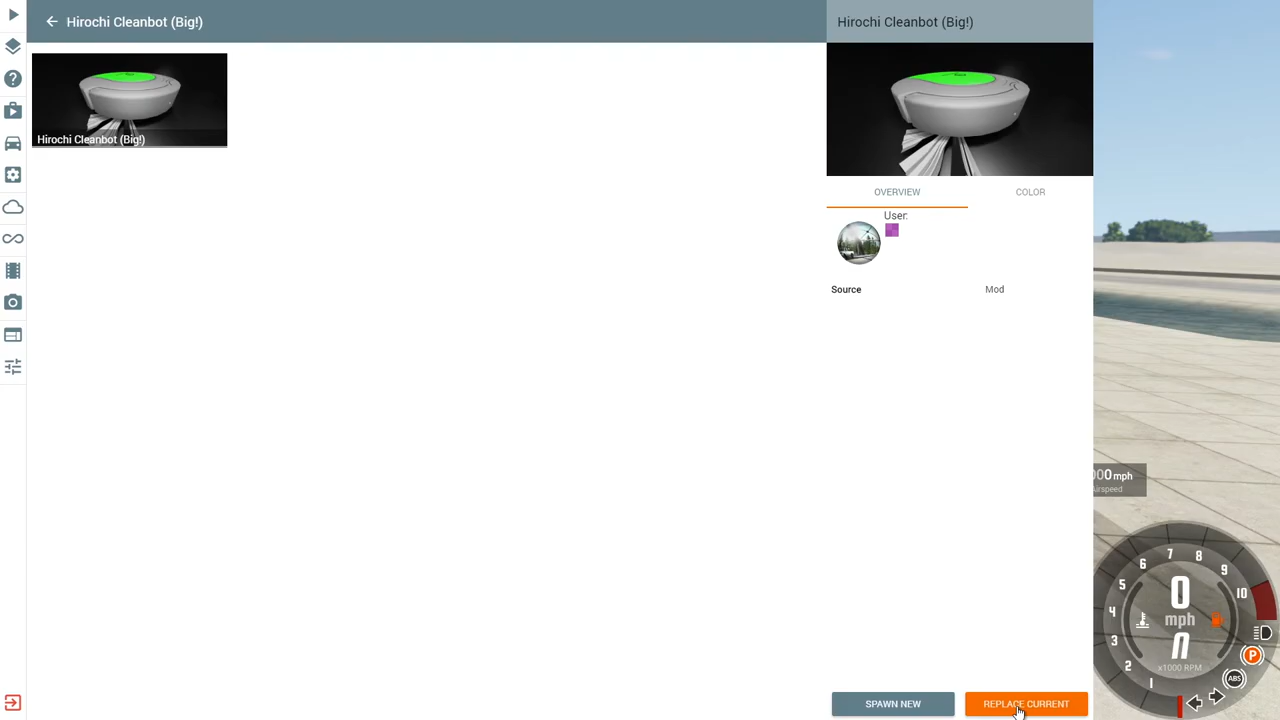 Hirochi Cleanbot (Big!)
Hirochi Cleanbot (Big!)
Hirochi Cleanbot (Big!)
OVERVIEW
COLOR
User:
Source
Mod
SPAWN NEW
REPLACE CURRENT
mph
Airspeed
1
2
3
4
5
6
7
8
9
10
0
mph
n
x1000 RPM
P
ABS